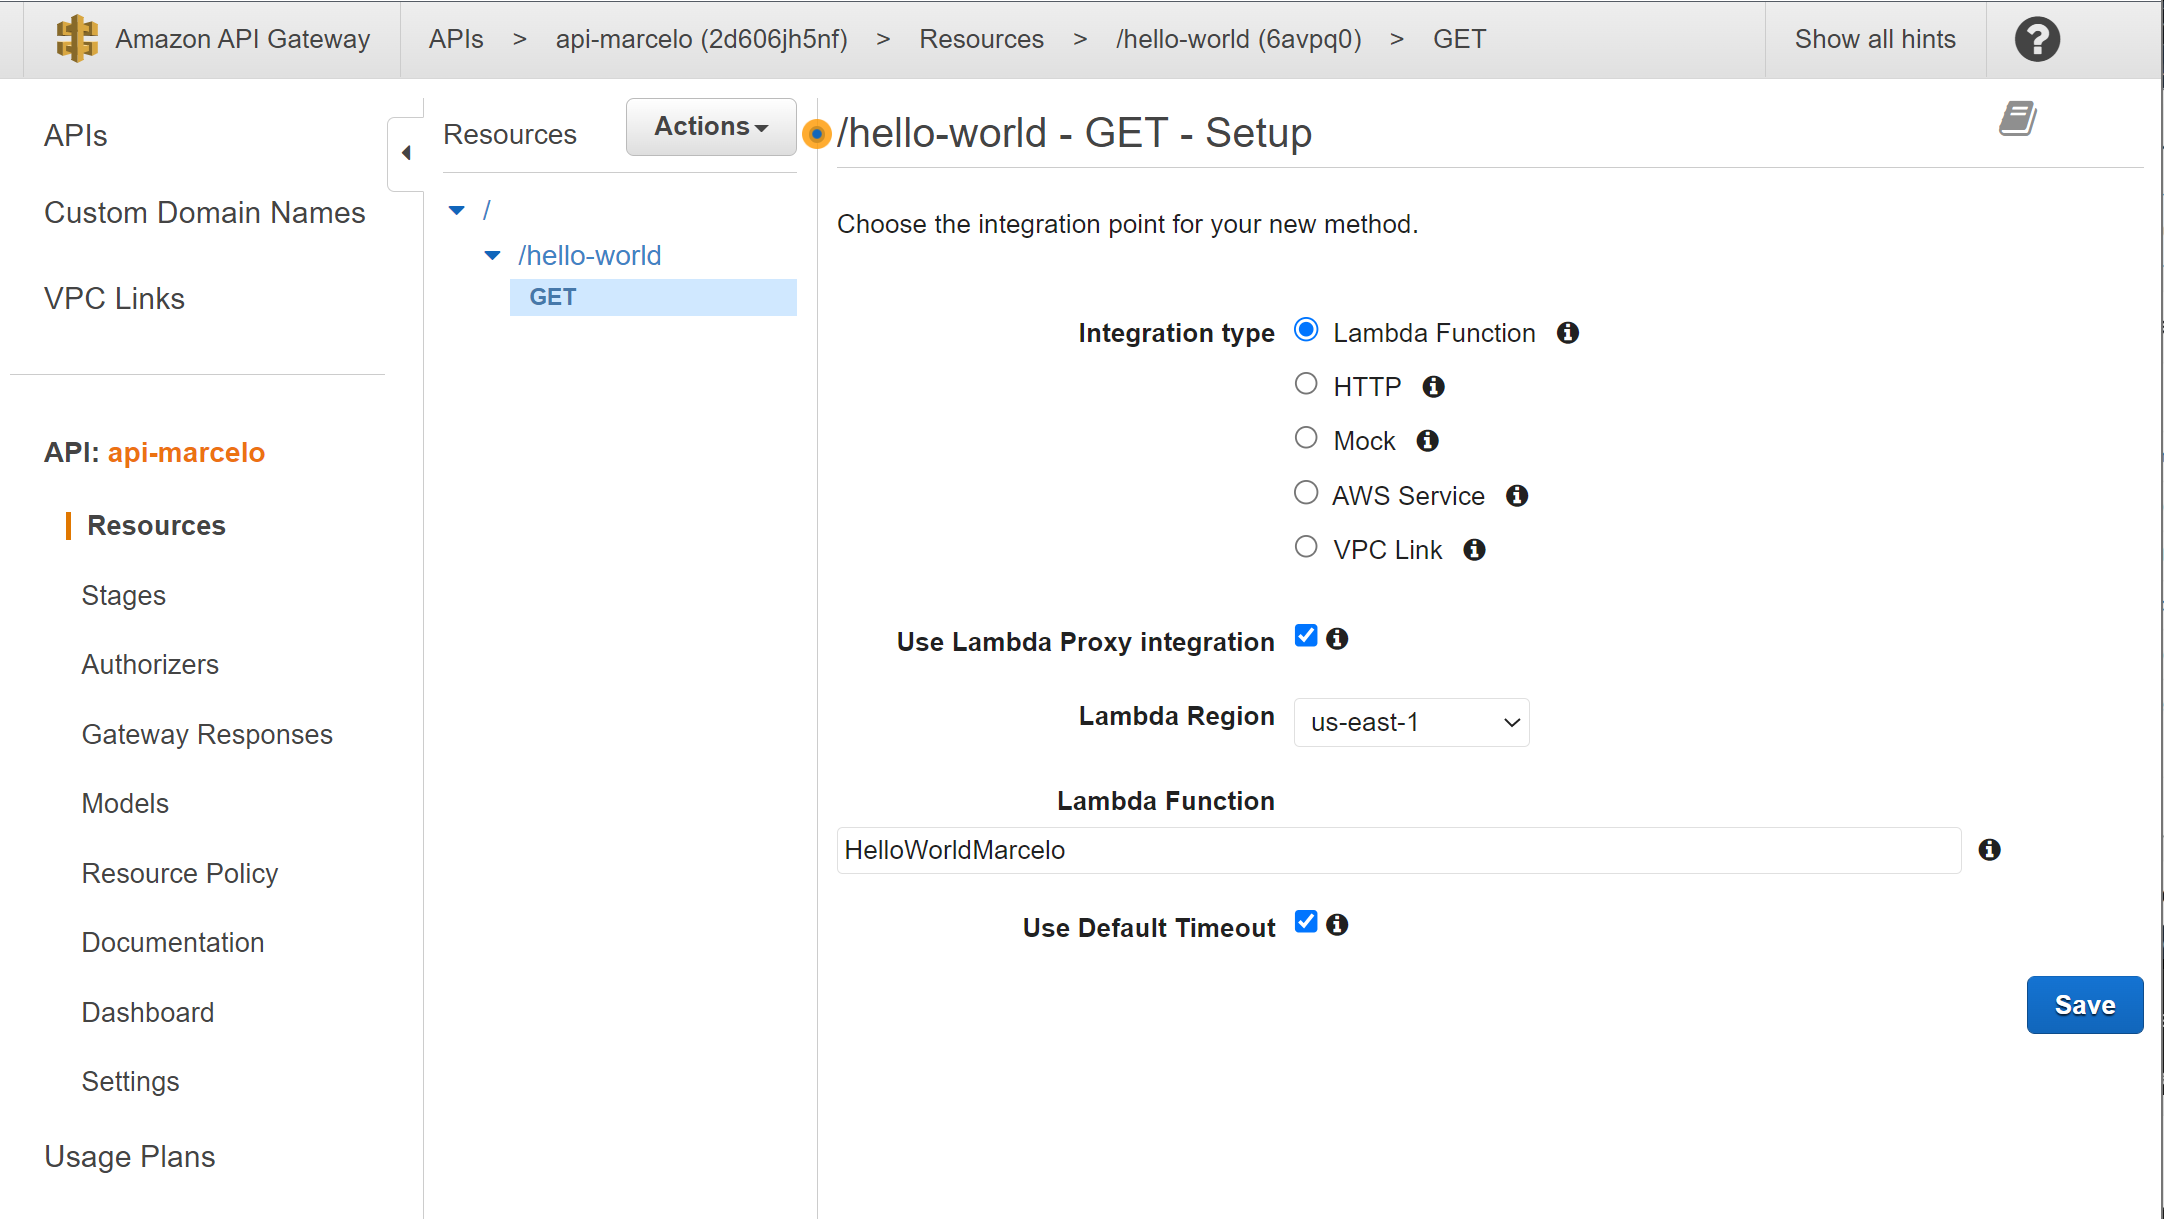 Amazon API Gateway APIs > api-marcelo (2d606jh5nf) > Resources > /hello-world (6avpq0) > GET Show all hints ?
APIs
Custom Domain Names
VPC Links
API: api-marcelo
Resources
Stages
Authorizers
Gateway Responses
Models
Resource Policy
Documentation
Dashboard
Settings
Usage Plans
Resources Actions
/
/hello-world
GET
/hello-world - GET - Setup
Choose the integration point for your new method.
Integration type Lambda Function
HTTP
Mock
AWS Service
VPC Link
Use Lambda Proxy integration
Lambda Region us-east-1
Lambda Function
HelloWorldMarcelo
Use Default Timeout
Save